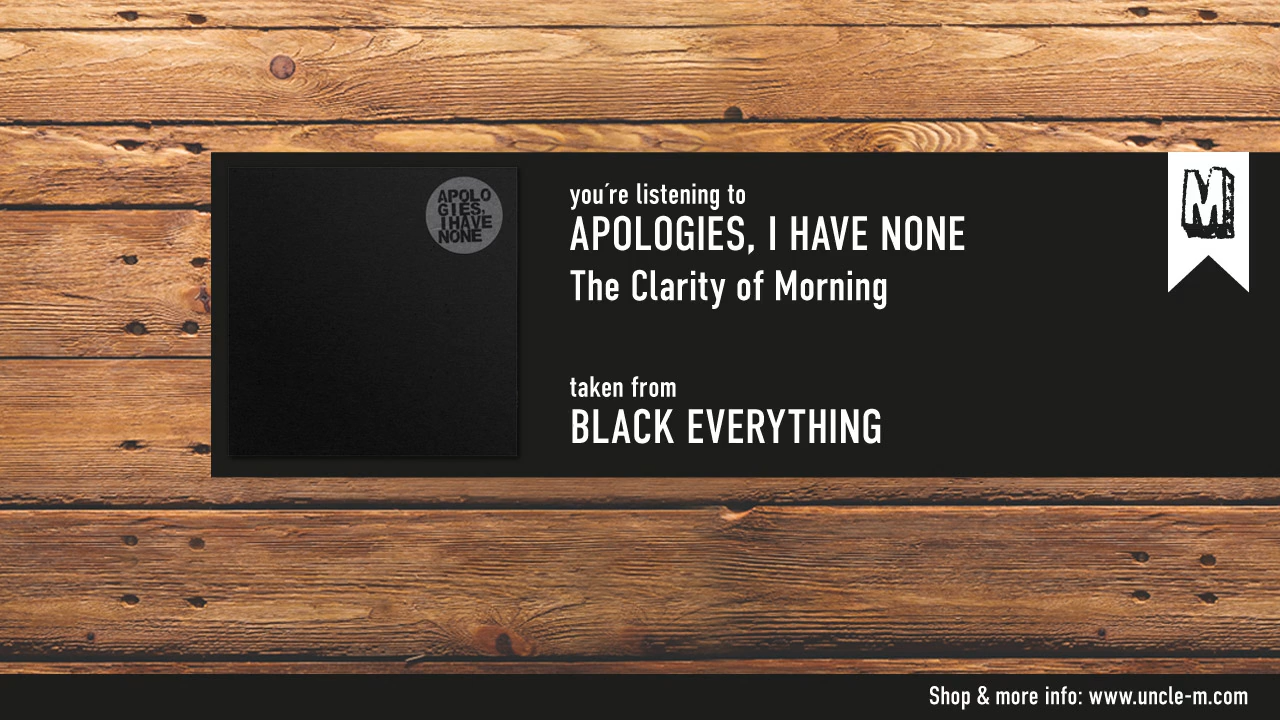 APOLO
GIES,
I HAVE
NONE
you´re listening to
APOLOGIES, I HAVE NONE
The Clarity of Morning
taken from
BLACK EVERYTHING
M
Shop & more info: www.uncle-m.com